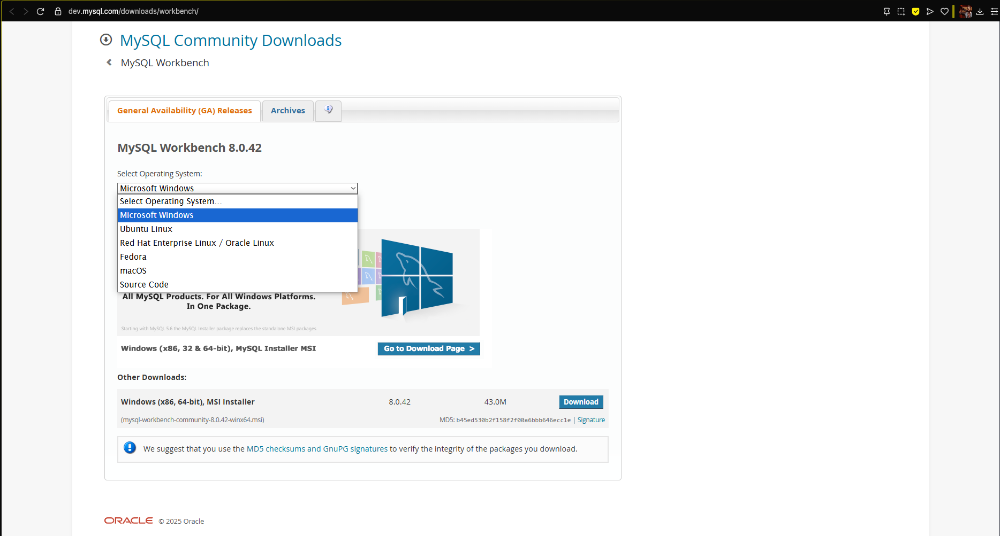 dev.mysql.com/downloads/workbench/
MySQL Community Downloads
MySQL Workbench
General Availability (GA) Releases
Archives
MySQL Workbench 8.0.42
Select Operating System:
Microsoft Windows
Select Operating System...
Microsoft Windows
Ubuntu Linux
Red Hat Enterprise Linux / Oracle Linux
Fedora
macOS
Source Code
All MySQL Products. For All Windows Platforms.
In One Package.
Starting with MySQL 5.6 the MySQL Installer package replaces the standalone MSI packages.
Windows (x86, 32 & 64-bit), MySQL Installer MSI
Go to Download Page >
Other Downloads:
Windows (x86, 64-bit), MSI Installer 8.0.42 43.0M Download
(mysql-workbench-community-8.0.42-winx64.msi) MD5: b45ed530b2f158f2f00a6bbb646ecc1e | Signature
We suggest that you use the MD5 checksums and GnuPG signatures to verify the integrity of the packages you download.
ORACLE © 2025 Oracle